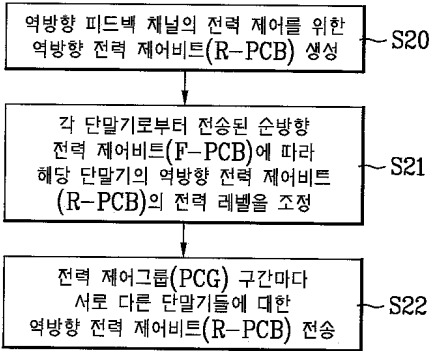 역방향 피드백 채널의 전력 제어를 위한
역방향 전력 제어비트(R-PCB) 생성
S20
각 단말기로부터 전송된 순방향
전력 제어비트(F-PCB)에 따라
해당 단말기의 역방향 전력 제어비트
(R-PCB)의 전력 레벨을 조정
S21
전력 제어그룹(PCG) 구간마다
서로 다른 단말기들에 대한
역방향 전력 제어비트(R-PCB) 전송
S22